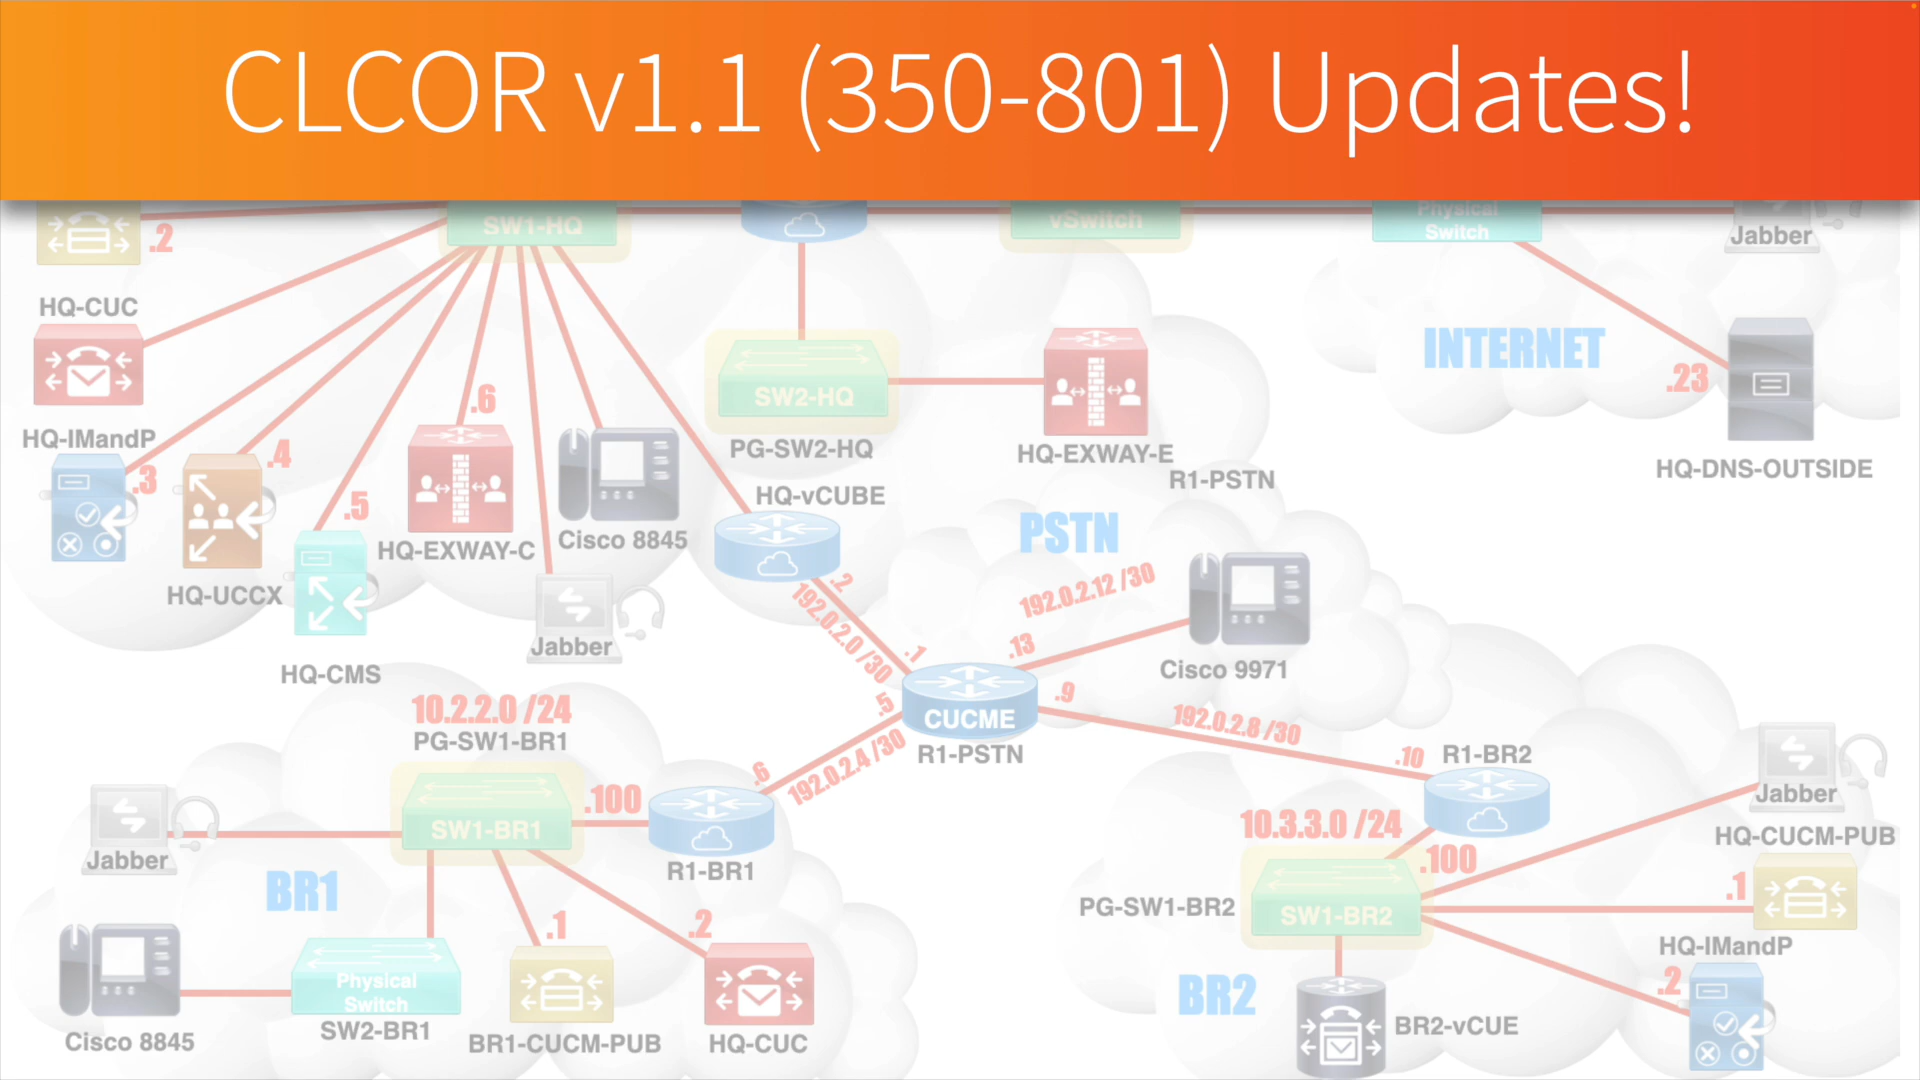 CLCOR v1.1 (350-801) Updates!
SW1-HQ
vSwitch
Physical
Switch
Jabber
.2
HQ-CUC
INTERNET
.23
SW2-HQ
.6
HQ-IMandP
PG-SW2-HQ
HQ-EXWAY-E
R1-PSTN
HQ-DNS-OUTSIDE
.3
.4
.5
HQ-vCUBE
HQ-EXWAY-C
Cisco 8845
PSTN
HQ-UCCX
.2
192.0.2.0 /30
192.0.2.12 /30
Jabber
.1
.13
HQ-CMS
Cisco 9971
10.2.2.0 /24
PG-SW1-BR1
.5
CUCME
.9
R1-PSTN
192.0.2.8 /30
.10
R1-BR2
.6
192.0.2.4 /30
Jabber
SW1-BR1
.100
Jabber
R1-BR1
10.3.3.0 /24
.100
HQ-CUCM-PUB
BR1
PG-SW1-BR2
SW1-BR2
.1
.1
.2
HQ-IMandP
Physical
Switch
SW2-BR1
BR2
.2
Cisco 8845
BR1-CUCM-PUB
HQ-CUC
BR2-vCUE